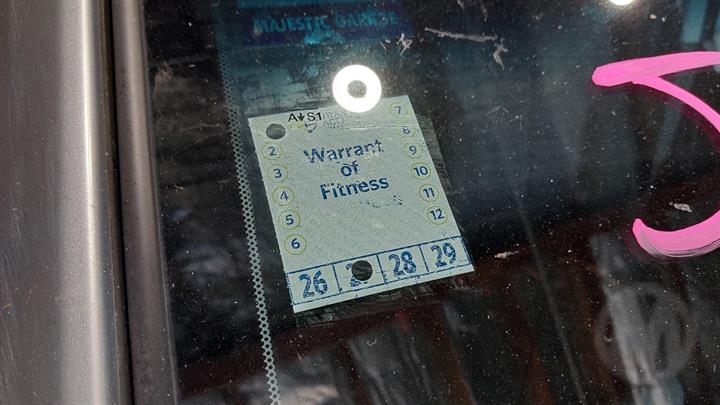 MAJESTIC GARAGE
A S1
7
2 8
3 9
4 10
5 11
6 12
Warrant
of
Fitness
26 28 29